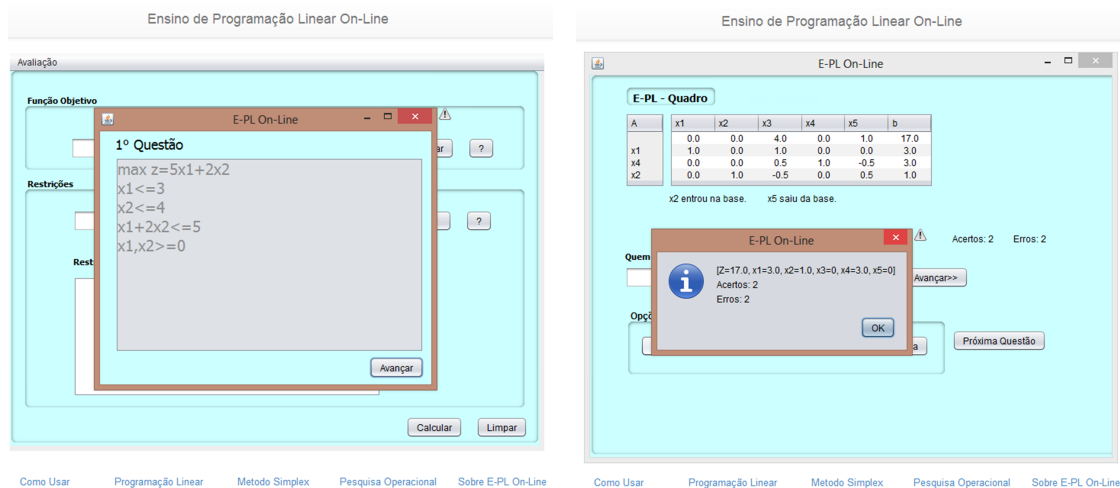 Ensino de Programação Linear On-Line
Avaliação
Função Objetivo
E-PL On-Line
1º Questão
max z=5x1+2x2
x1<=3
x2<=4
x1+2x2<=5
x1,x2>=0
ar
?
Restrições
?
Rest
Avançar
Calcular
Limpar
Como Usar
Programação Linear
Metodo Simplex
Pesquisa Operacional
Sobre E-PL On-Line
Ensino de Programação Linear On-Line
E-PL On-Line
E-PL - Quadro
A x1 x2 x3 x4 x5 b
0.0 0.0 4.0 0.0 1.0 17.0
x1 1.0 0.0 1.0 0.0 0.0 3.0
x4 0.0 0.0 0.5 1.0 -0.5 3.0
x2 0.0 1.0 -0.5 0.0 0.5 1.0
x2 entrou na base. x5 saiu da base.
Acertos: 2 Erros: 2
Quem
E-PL On-Line
[Z=17.0, x1=3.0, x2=1.0, x3=0, x4=3.0, x5=0]
Acertos: 2
Erros: 2
OK
Avançar>>
Opçõ
a
Próxima Questão
Como Usar
Programação Linear
Metodo Simplex
Pesquisa Operacional
Sobre E-PL On-Line